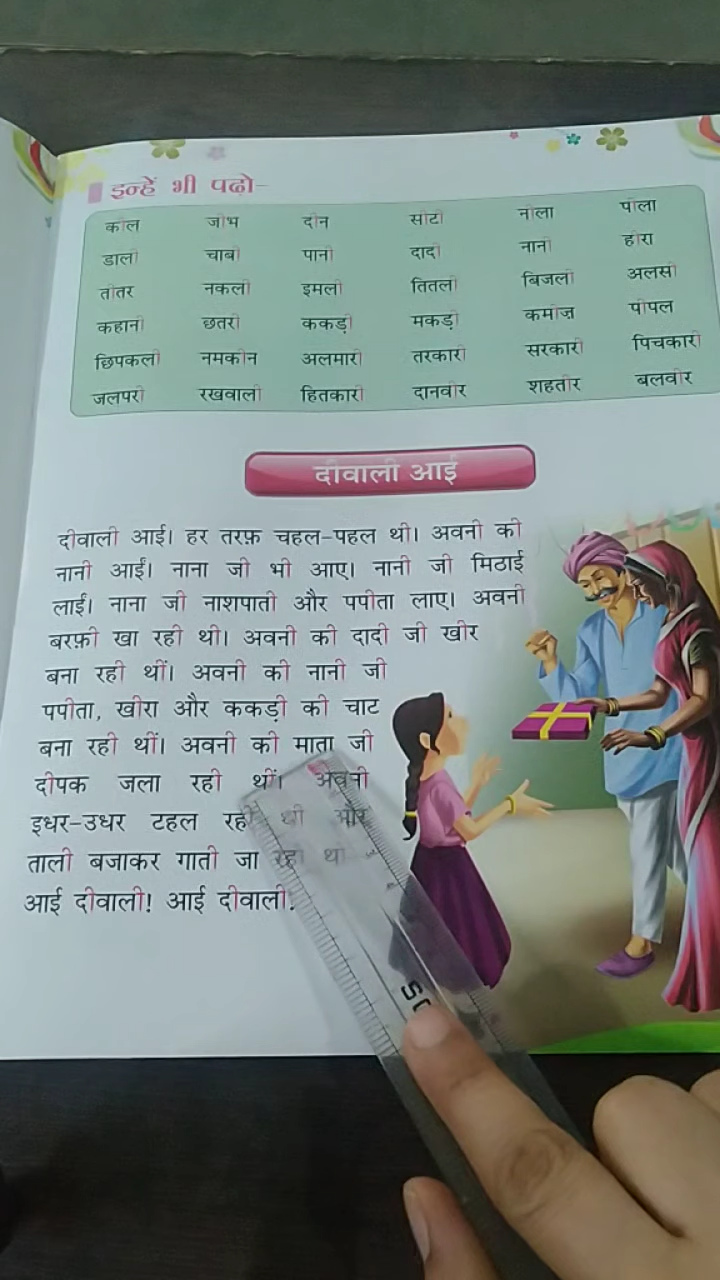 इन्हें भी पढ़ो–
कील जीभ दीन सीटी नीला पीला
डाली चाबी पानी दादी नानी हीरा
तीतर नकली इमली तितली बिजली आलसी
कहानी छतरी ककड़ी मकड़ी कमीज़ पीपल
छिपकली नमकीन अलमारी तरकारी सरकारी पिचकारी
जलपरी रखवाली हितकारी दानवीर शहतीर बलवीर
दीवाली आई
दीवाली आई। हर तरफ़ चहल-पहल थी। अवनी की
नानी आईं। नाना जी भी आए। नानी जी मिठाई
लाईं। नाना जी नाशपाती और पपीता लाए। अवनी
बरफ़ी खा रही थी। अवनी की दादी जी खीर
बना रही थीं। अवनी की नानी जी
पपीता, खीरा और ककड़ी की चाट
बना रही थीं। अवनी की माता जी
दीपक जला रही थीं। अवनी
इधर-उधर टहल रही थी और
ताली बजाकर गाती जा रही थी
आई दीवाली! आई दीवाली!
50